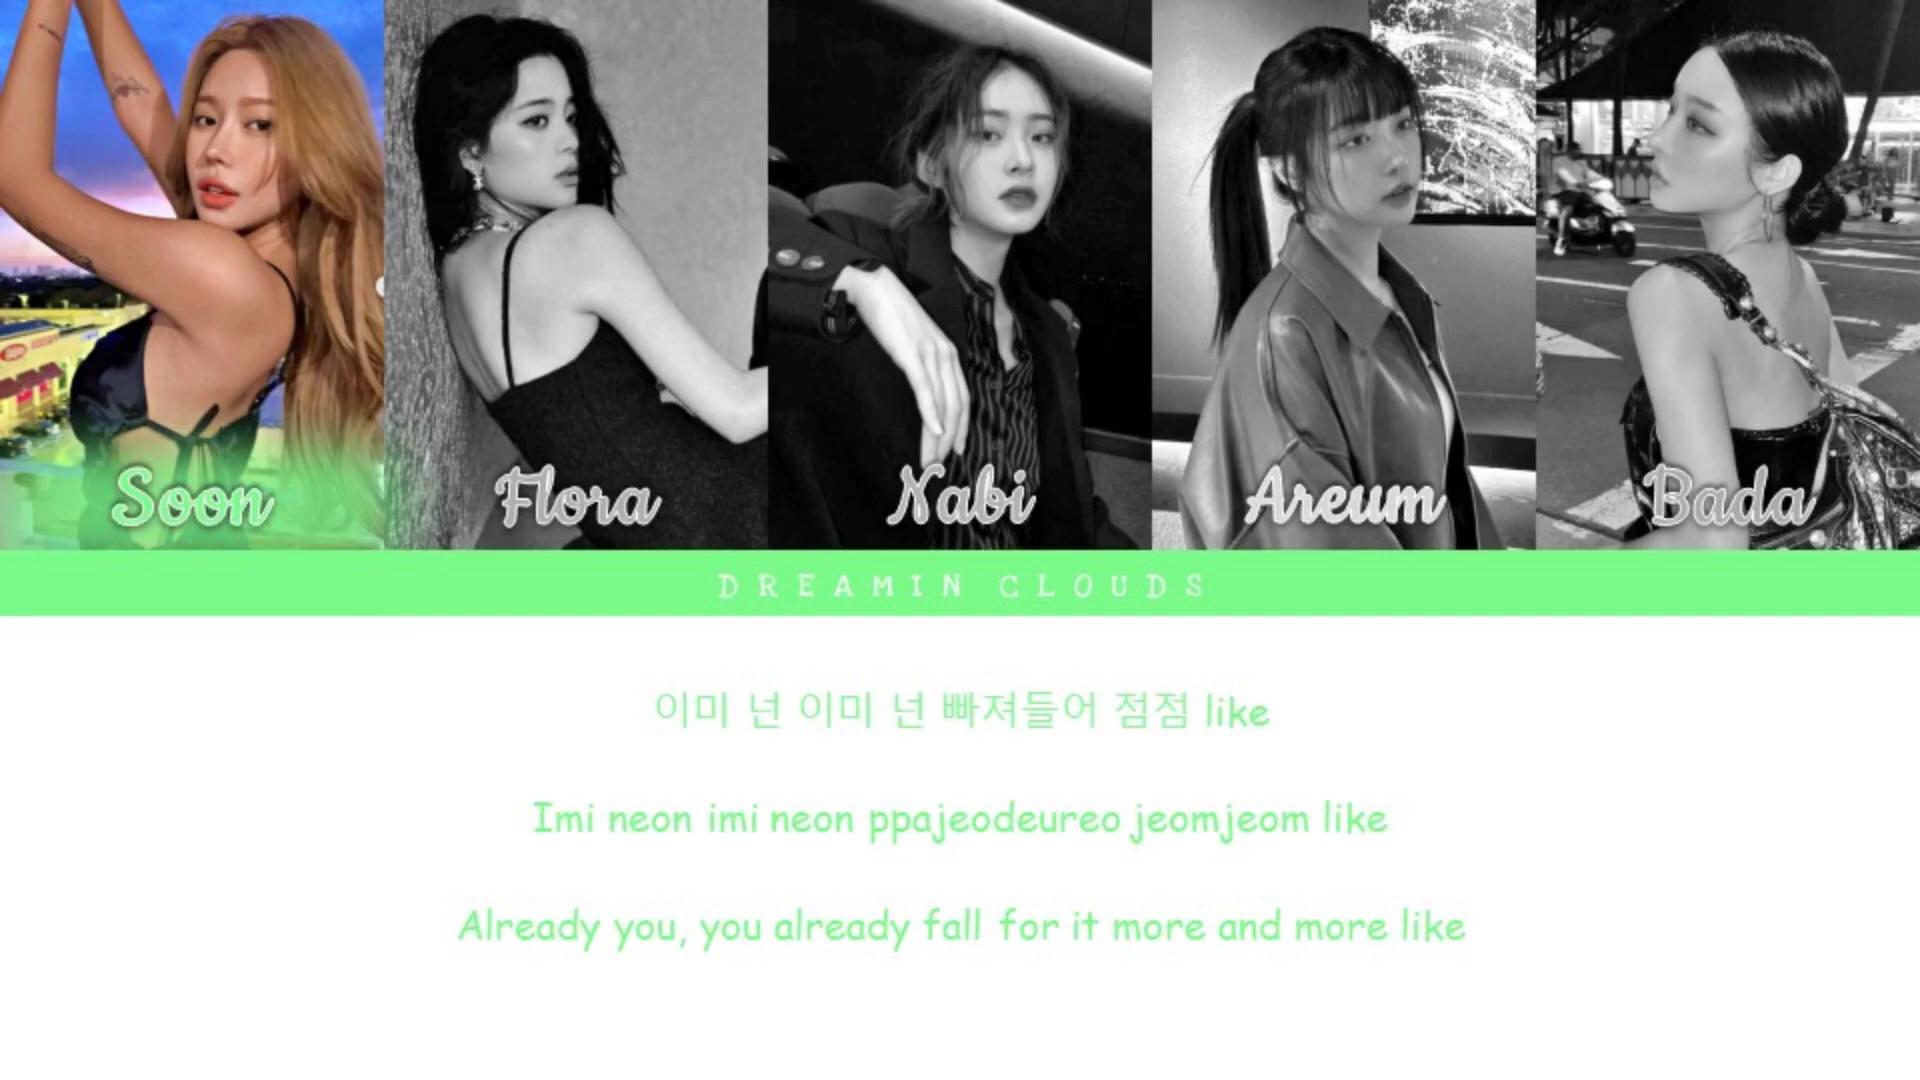 Soon
Flora
Nabi
Areum
Bada
DREAMIN CLOUDS
이미 넌 이미 넌 빠져들어 점점 like
Imi neon imi neon ppajeodeureo jeomjeom like
Already you, you already fall for it more and more like